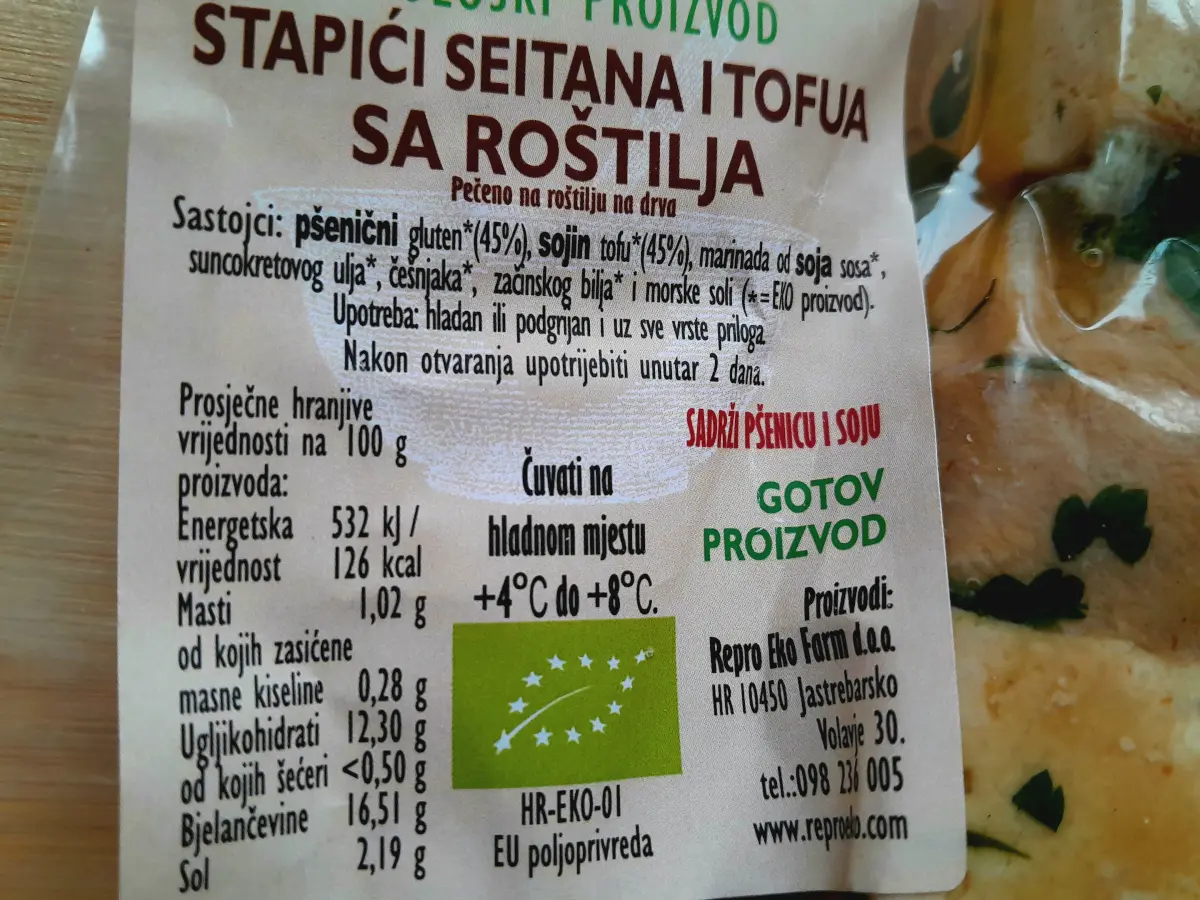 PROIZVOD
STAPIĆI SEITANA I TOFUA
SA ROŠTILJA
Pečeno na roštilju na drva
Sastojci: pšenični gluten*(45%), sojin tofu*(45%), marinada od soja sosa*,
suncokretovog ulja*, češnjaka*, začinskog bilja* i morske soli (*=EKO proizvod).
Upotreba: hladan ili podgrijan i uz sve vrste priloga
Nakon otvaranja upotrijebiti unutar 2 dana.
Prosječne hranjive
vrijednosti na 100 g
proizvoda:
Energetska 532 kJ /
vrijednost 126 kcal
Masti 1,02 g
od kojih zasićene
masne kiseline 0,28 g
Ugljikohidrati 12,30 g
od kojih šećeri <0,50 g
Bjelančevine 16,51 g
Sol 2,19 g
Čuvati na
hladnom mjestu
+4°C do +8°C.
HR-EKO-01
EU poljoprivreda
SADRŽI PŠENICU I SOJU
GOTOV
PROIZVOD
Proizvodi:
Repro Eko Farm d.o.o.
HR 10450 Jastrebarsko
Volavje 30.
tel.:098 236 005
www.reproeko.com